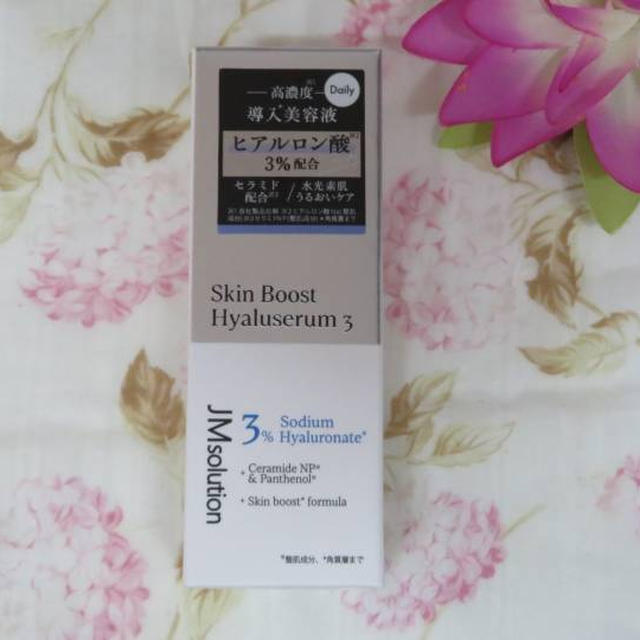 Daily
高濃度
導入美容液
ヒアルロン酸
3%配合
セラミド
配合
水光素肌
うるおいケア
Skin Boost
Hyaluserum 3
JMsolution
3% Sodium
Hyaluronate*
+ Ceramide NP*
& Panthenol*
+ Skin boost* formula
*整肌成分、*角質層まで